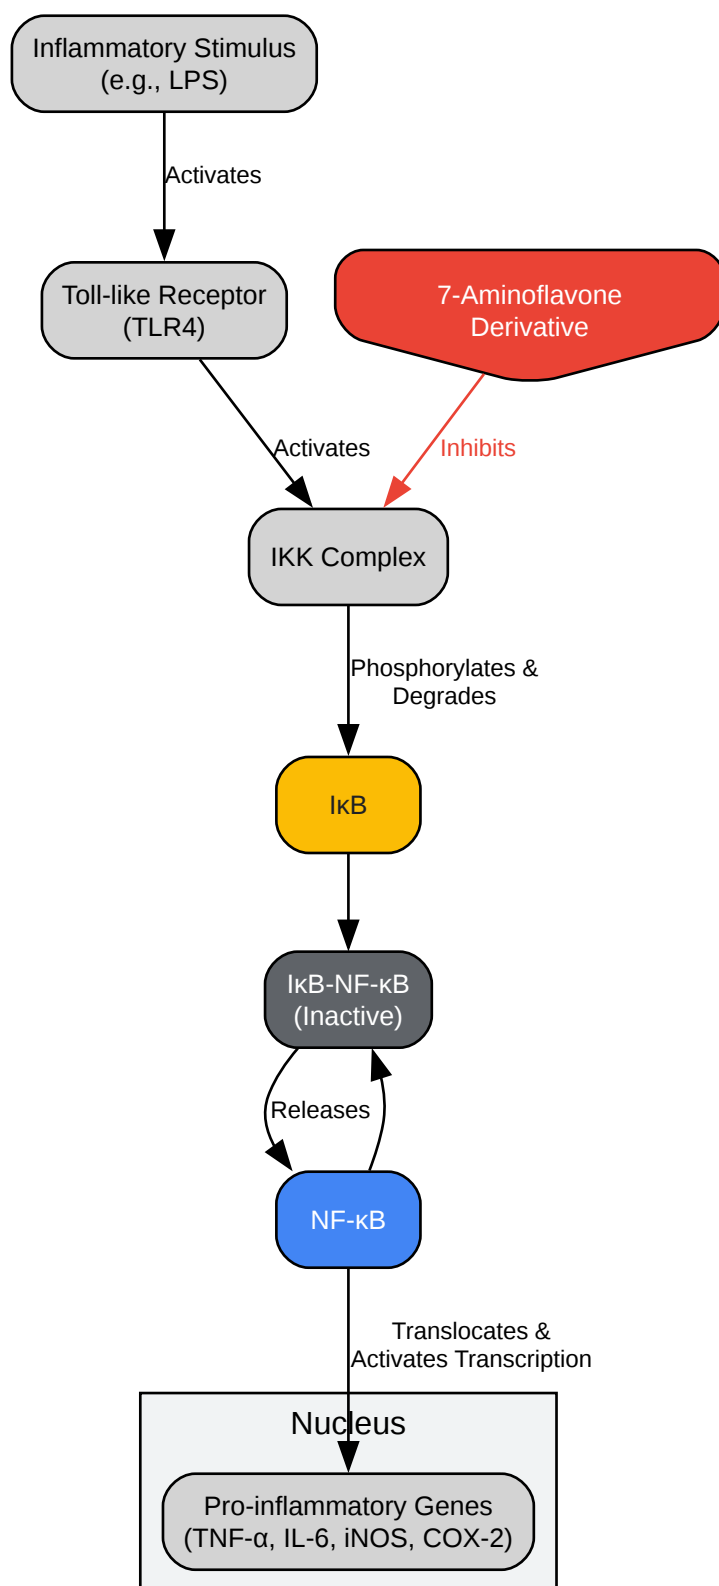 Inflammatory Stimulus
(e.g., LPS)
Activates
Toll-like Receptor
(TLR4)
7-Aminoflavone
Derivative
Activates
Inhibits
IKK Complex
Phosphorylates &
Degrades
IκB
IκB-NF-κB
(Inactive)
Releases
NF-κB
Translocates &
Activates Transcription
Nucleus
Pro-inflammatory Genes
(TNF-α, IL-6, iNOS, COX-2)